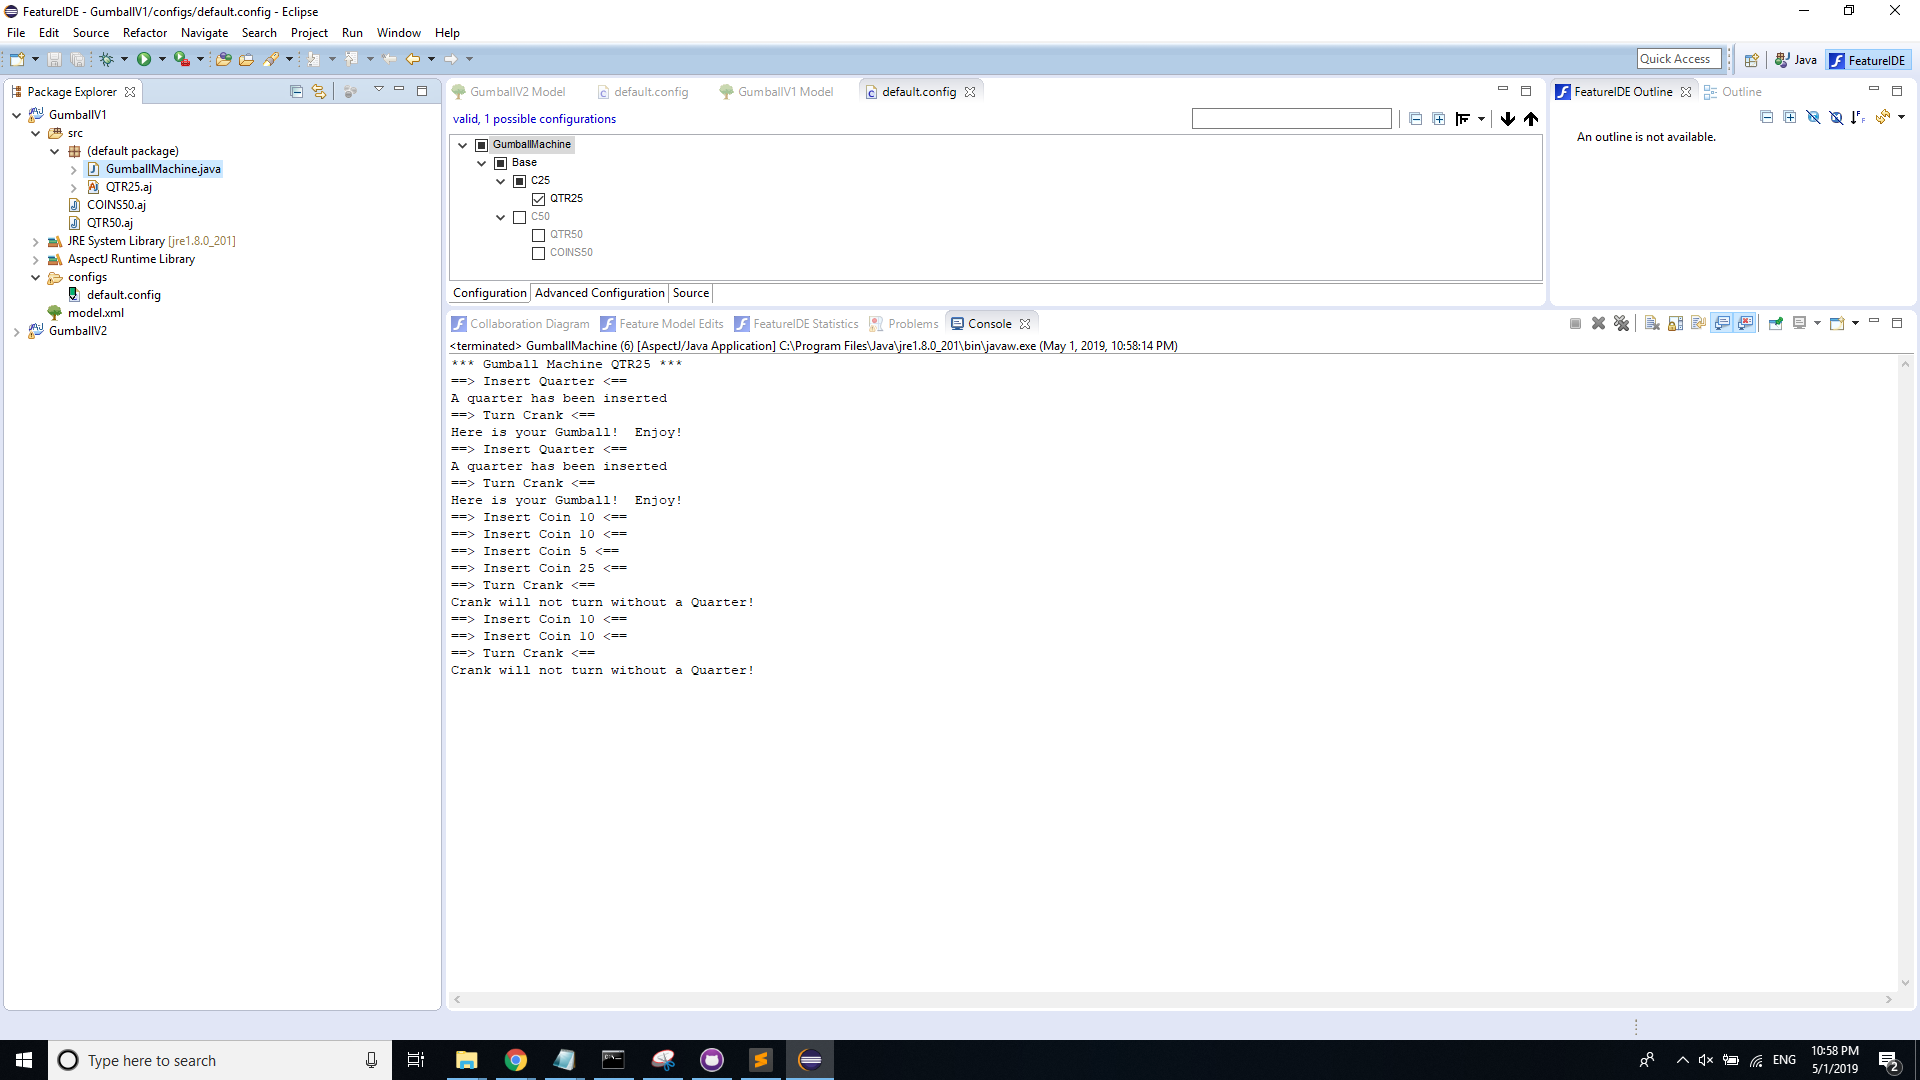 FeatureIDE - GumballV1/configs/default.config - Eclipse
File Edit Source Refactor Navigate Search Project Run Window Help
Quick Access
Java
FeatureIDE
Package Explorer
GumballV1
src
(default package)
GumballMachine.java
QTR25.aj
COINS50.aj
QTR50.aj
JRE System Library [jre1.8.0_201]
AspectJ Runtime Library
configs
default.config
model.xml
GumballV2
GumballV2 Model
default.config
GumballV1 Model
default.config
valid, 1 possible configurations
GumballMachine
Base
C25
QTR25
C50
QTR50
COINS50
Configuration Advanced Configuration Source
FeatureIDE Outline
Outline
An outline is not available.
Collaboration Diagram
Feature Model Edits
FeatureIDE Statistics
Problems
Console
<terminated> GumballMachine (6) [AspectJ/Java Application] C:\Program Files\Java\jre1.8.0_201\bin\javaw.exe (May 1, 2019, 10:58:14 PM)
*** Gumball Machine QTR25 ***
==> Insert Quarter <==
A quarter has been inserted
==> Turn Crank <==
Here is your Gumball!  Enjoy!
==> Insert Quarter <==
A quarter has been inserted
==> Turn Crank <==
Here is your Gumball!  Enjoy!
==> Insert Coin 10 <==
==> Insert Coin 10 <==
==> Insert Coin 5 <==
==> Insert Coin 25 <==
==> Turn Crank <==
Crank will not turn without a Quarter!
==> Insert Coin 10 <==
==> Insert Coin 10 <==
==> Turn Crank <==
Crank will not turn without a Quarter!
Type here to search
ENG
10:58 PM
5/1/2019
2